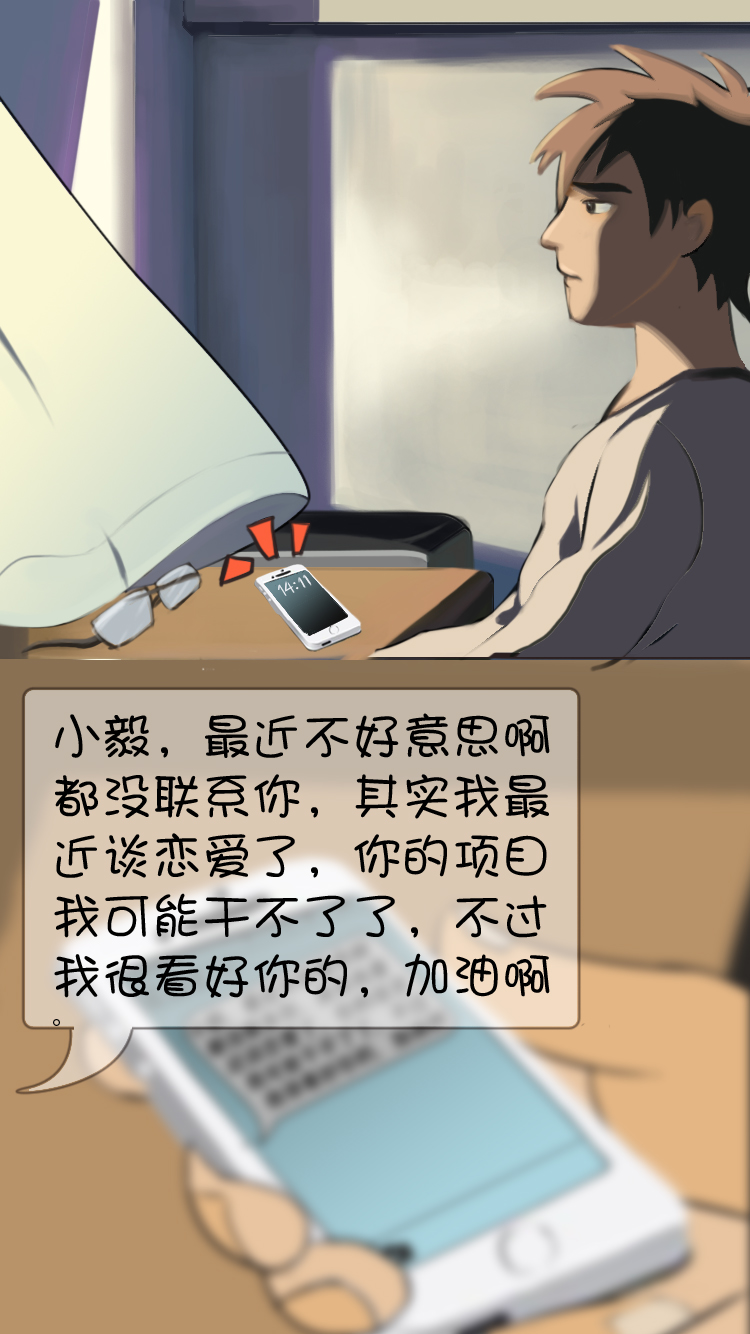 14:11
小毅，最近不好意思啊
都没联系你，其实我最
近谈恋爱了，你的项目
我可能干不了了，不过
我很看好你的，加油啊
。